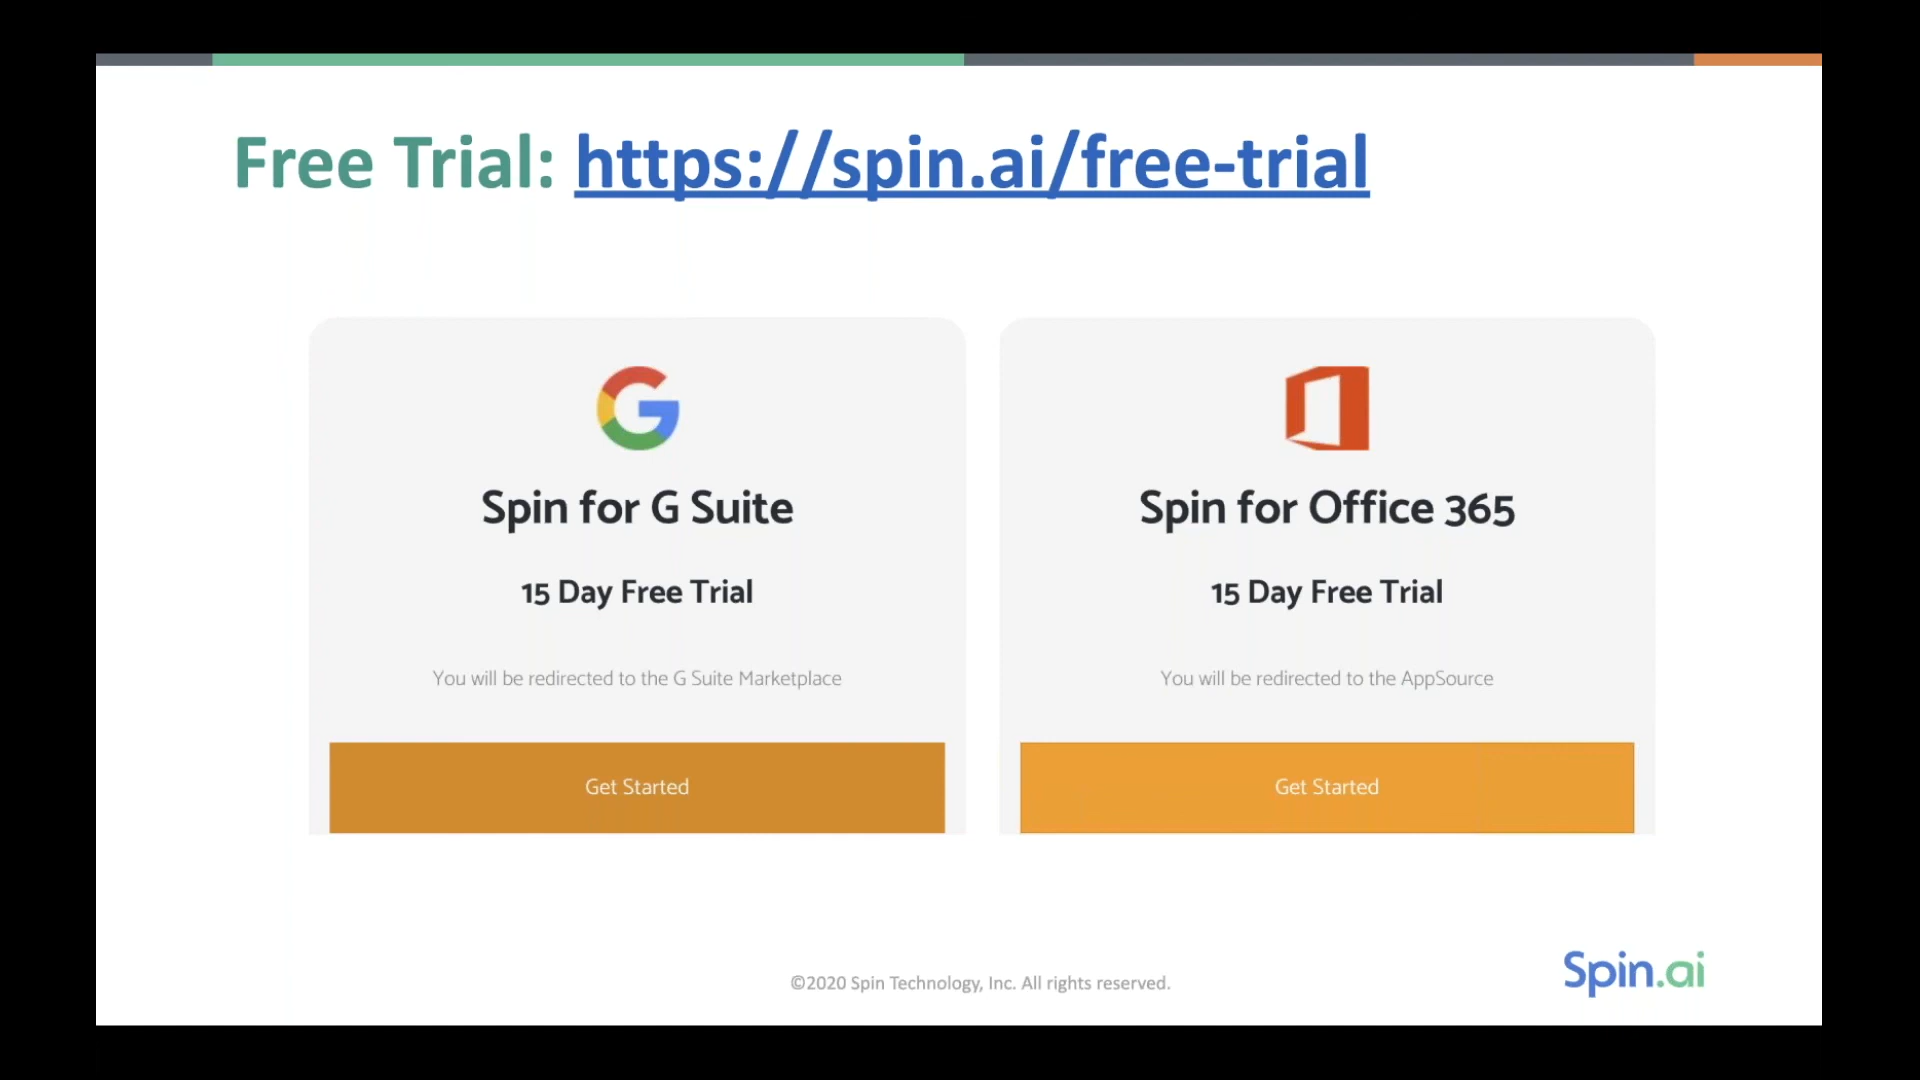 Free Trial: https://spin.ai/free-trial
Spin for G Suite
15 Day Free Trial
You will be redirected to the G Suite Marketplace
Get Started
Spin for Office 365
15 Day Free Trial
You will be redirected to the AppSource
Get Started
©2020 Spin Technology, Inc. All rights reserved.
Spin.ai